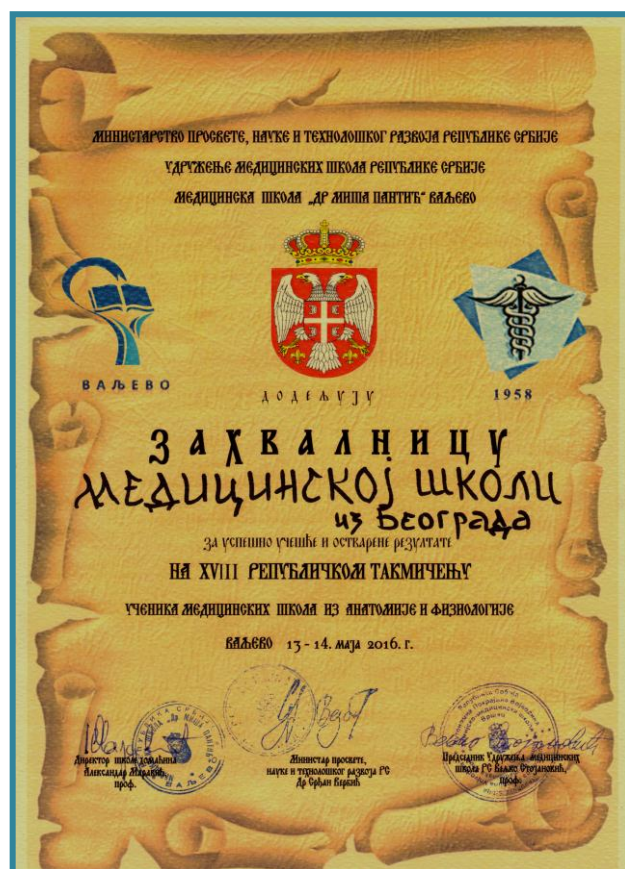 МИНИСТАРСТВО ПРОСВЕТЕ, НАУКЕ И ТЕХНОЛОШКОГ РАЗВОЈА РЕПУБЛИКЕ СРБИЈЕ
УДРУЖЕЊЕ МЕДИЦИНСКИХ ШКОЛА РЕПУБЛИКЕ СРБИЈЕ
МЕДИЦИНСКА ШКОЛА „ДР МИША ПАНТИЋ“ ВАЉЕВО
ВАЉЕВО
ДОДЕЉУЈУ
1958
ЗАХВАЛНИЦУ
МЕДИЦИНСКОЈ ШКОЛИ
из Београда
ЗА УСПЕШНО УЧЕШЋЕ И ОСТВАРЕНЕ РЕЗУЛТАТЕ
НА XVIII РЕПУБЛИЧКОМ ТАКМИЧЕЊУ
УЧЕНИКА МЕДИЦИНСКИХ ШКОЛА ИЗ АНАТОМИЈЕ И ФИЗИОЛОГИЈЕ
ВАЉЕВО 13 - 14. МАЈА 2016. Г.
Директор школе домаћина
Александар
проф.
Министар просвете,
науке и технолошког развоја РС
Др Срђан Вербић
Председник Удружења медицинских
школа РС Вељко Стојановић,
проф.